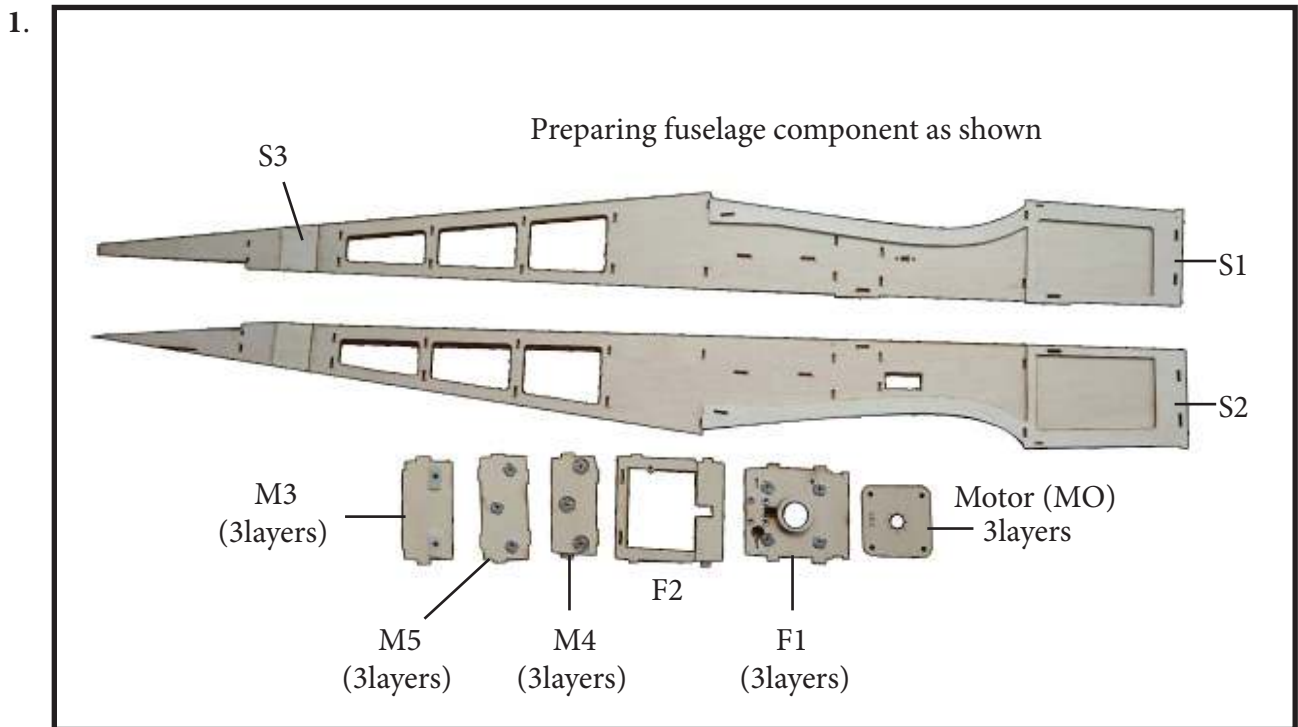 1.
Preparing fuselage component as shown
S3
S1
S2
M3
(3layers)
Motor (MO)
3layers
F2
M5
(3layers)
M4
(3layers)
F1
(3layers)